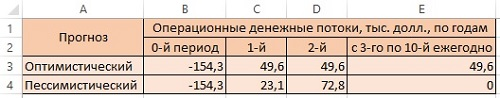 A B C D E
1 Прогноз Операционные денежные потоки, тыс. долл., по годам
2 0-й период 1-й 2-й с 3-го по 10-й ежегодно
3 Оптимистический -154,3 49,6 49,6 49,6
4 Пессимистический -154,3 23,1 72,8 0